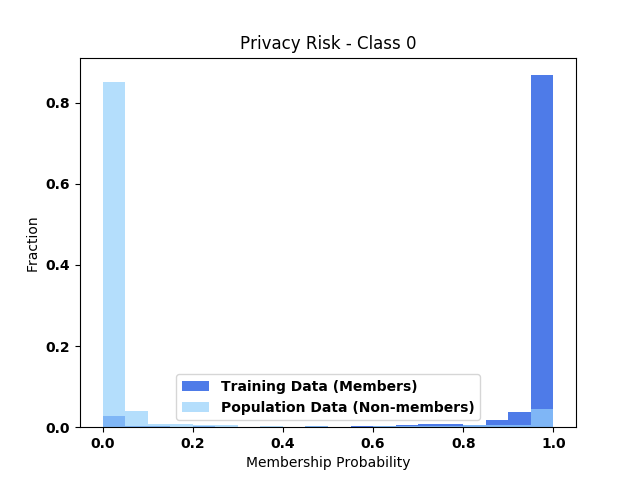 Privacy Risk - Class 0
Fraction
0.8
0.6
0.4
0.2
0.0
Training Data (Members)
Population Data (Non-members)
0.0 0.2 0.4 0.6 0.8 1.0
Membership Probability